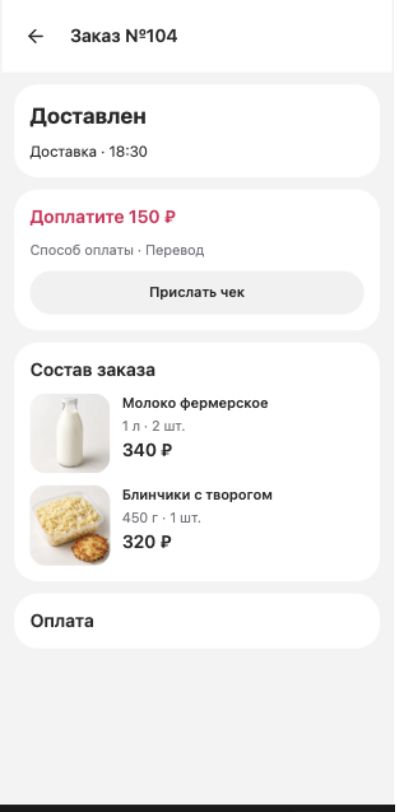 Заказ №104
Доставлен
Доставка · 18:30
Доплатите 150 ₽
Способ оплаты · Перевод
Прислать чек
Состав заказа
Молоко фермерское
1 л · 2 шт.
340 ₽
Блинчики с творогом
450 г · 1 шт.
320 ₽
Оплата